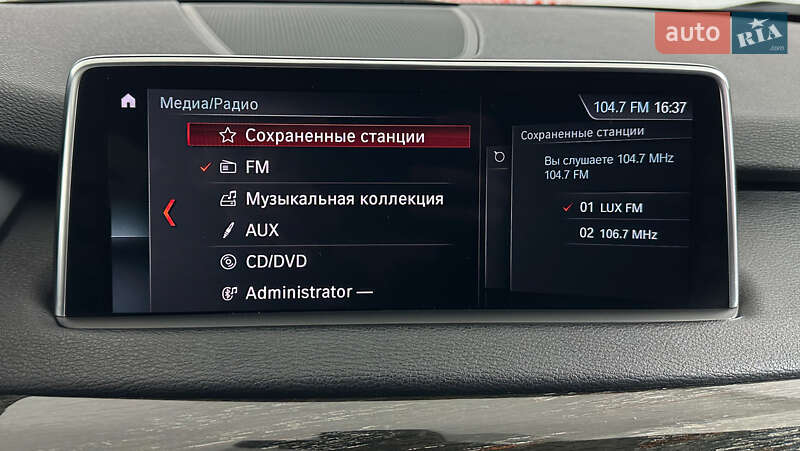 auto RIA.com
Медиа/Радио
104.7 FM 16:37
Сохраненные станции
FM
Музыкальная коллекция
AUX
CD/DVD
Administrator —
Сохраненные станции
Вы слушаете 104.7 MHz
104.7 FM
01 LUX FM
02 106.7 MHz